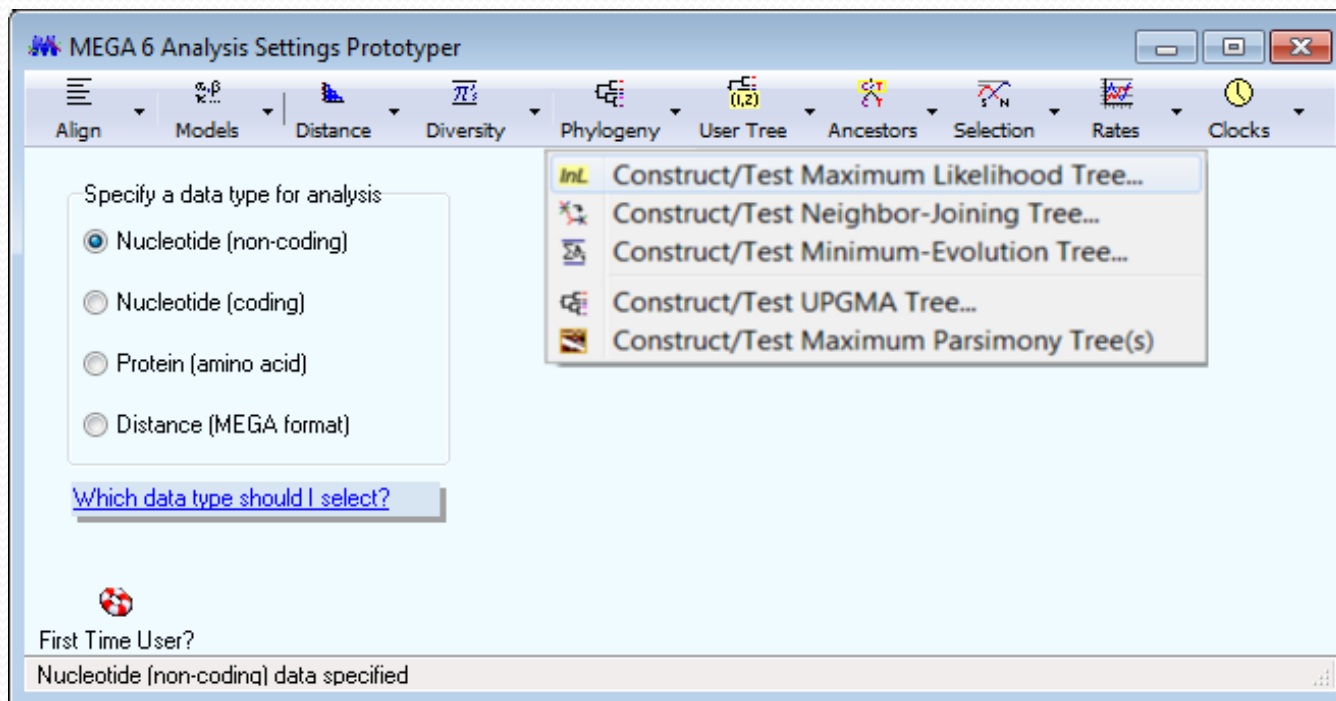 MEGA 6 Analysis Settings Prototyper
Align Models Distance Diversity Phylogeny User Tree Ancestors Selection Rates Clocks
Specify a data type for analysis
Nucleotide (non-coding)
Nucleotide (coding)
Protein (amino acid)
Distance (MEGA format)
Which data type should I select?
lnL Construct/Test Maximum Likelihood Tree...
Construct/Test Neighbor-Joining Tree...
Construct/Test Minimum-Evolution Tree...
Construct/Test UPGMA Tree...
Construct/Test Maximum Parsimony Tree(s)
First Time User?
Nucleotide (non-coding) data specified